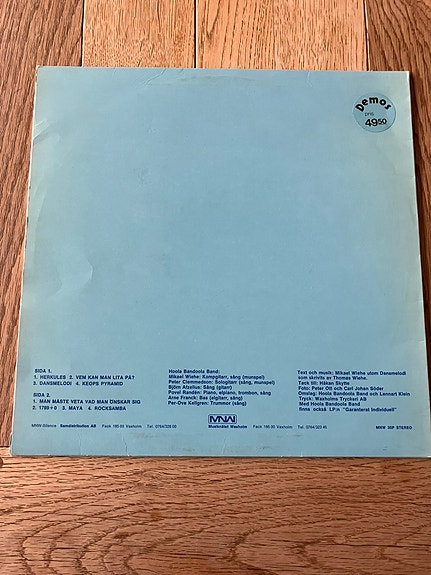 Demos
pris
49.50
SIDA 1.
1. HERKULES 2. VEM KAN MAN LITA PÅ?
3. DANSMELODI 4. KEOPS PYRAMID
SIDA 2.
1. MAN MÅSTE VETA VAD MAN ÖNSKAR SIG
2. 1789+0 3. MAYA 4. ROCKSAMBA
Hoola Bandoola Band:
Mikael Wiehe: Kompgitarr, sång (munspel)
Peter Clemmedson: Sologitarr (sång, munspel)
Björn Afzelius: Sång (gitarr)
Povel Randén: Piano, elpiano, trombon, sång
Arne Franck: Bas (elgitarr, sång)
Per-Ove Kellgren: Trummor (sång)
Text och musik: Mikael Wiehe utom Dansmelodi
som skrivits av Thomas Wiehe.
Tack till: Håkan Skytte
Foto: Peter Oft och Carl Johan Söder
Omslag: Hoola Bandoola Band och Lennart Klein
Tryck: Waxholms Tryckeri AB
Med Hoola Bandoola Band
finns också LP:n "Garanterat Individuell"
MNW
MNW-Silence Samdistribution AB Fack 185 00 Vaxholm Tel. 0764/328 00
Musiknätet Waxholm Fack 185 00 Vaxholm Tel. 0764/323 46
MNW 30P STEREO